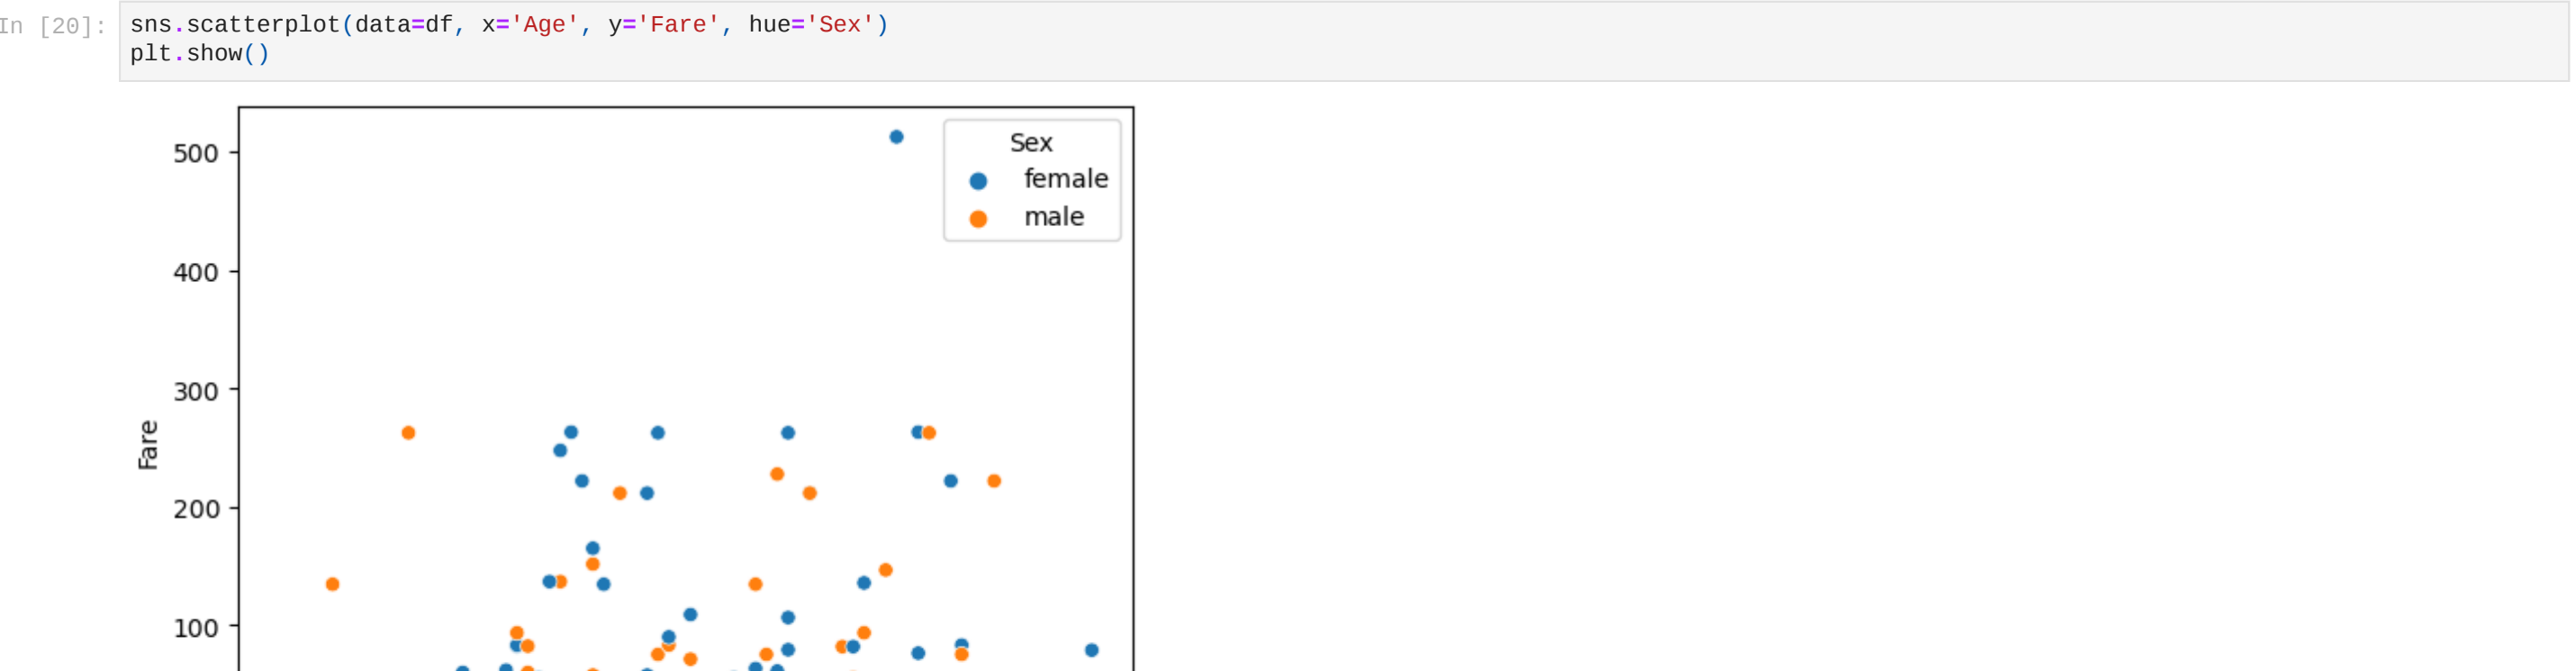 In [20]:
sns.scatterplot(data=df, x='Age', y='Fare', hue='Sex')
plt.show()
Sex
female
male
500
400
300
200
100
Fare